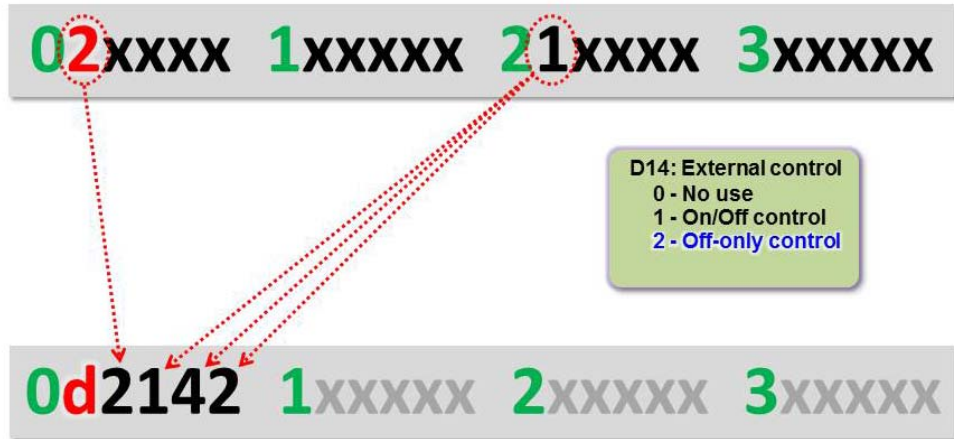 02xxxx 1xxxxx 21xxxx 3xxxxx
D14: External control
0 - No use
1 - On/Off control
2 - Off-only control
0d2142 1xxxxx 2xxxxx 3xxxxx